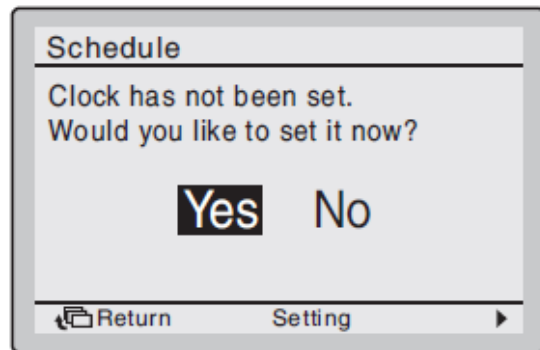 Schedule
Clock has not been set.
Would you like to set it now?
Yes No
Return Setting